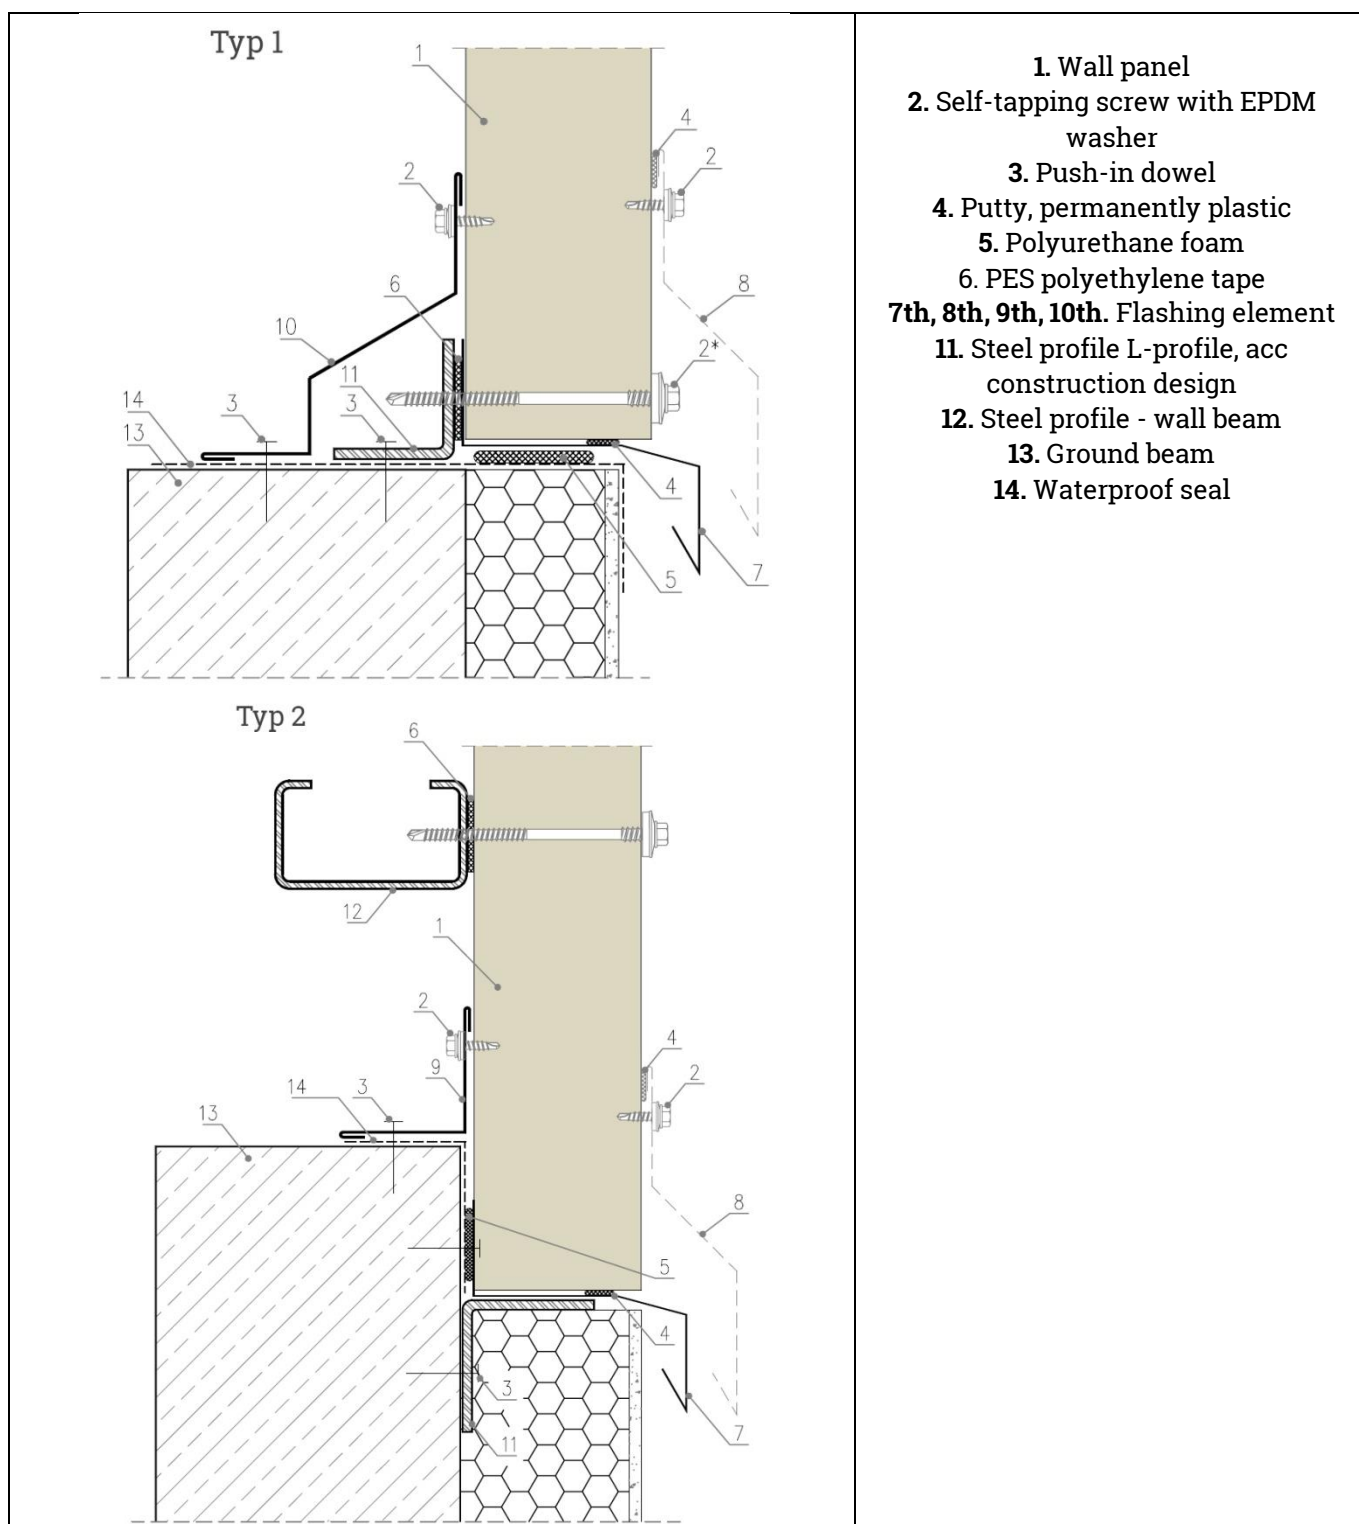 Typ 1
1
4
2
2
6
8
10
2*
11
14
3
3
13
4
5
7
Typ 2
6
12
1
2
4
9
2
14
3
13
8
5
4
3
7
11
1. Wall panel
2. Self-tapping screw with EPDM
washer
3. Push-in dowel
4. Putty, permanently plastic
5. Polyurethane foam
6. PES polyethylene tape
7th, 8th, 9th, 10th. Flashing element
11. Steel profile L-profile, acc
construction design
12. Steel profile - wall beam
13. Ground beam
14. Waterproof seal